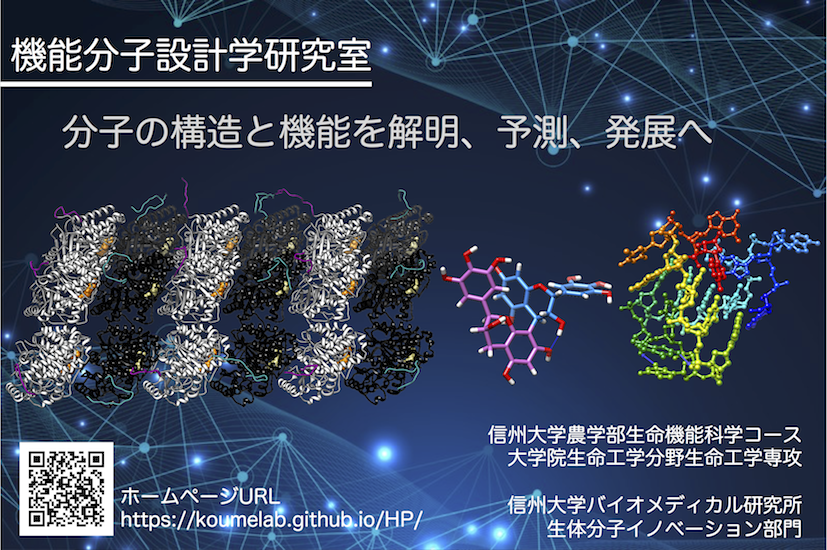 機能分子設計学研究室
分子の構造と機能を解明、予測、発展へ
信州大学農学部生命機能科学コース
大学院生命工学分野生命工学専攻
信州大学バイオメディカル研究所
生体分子イノベーション部門
ホームページURL
https://koumelab.github.io/HP/